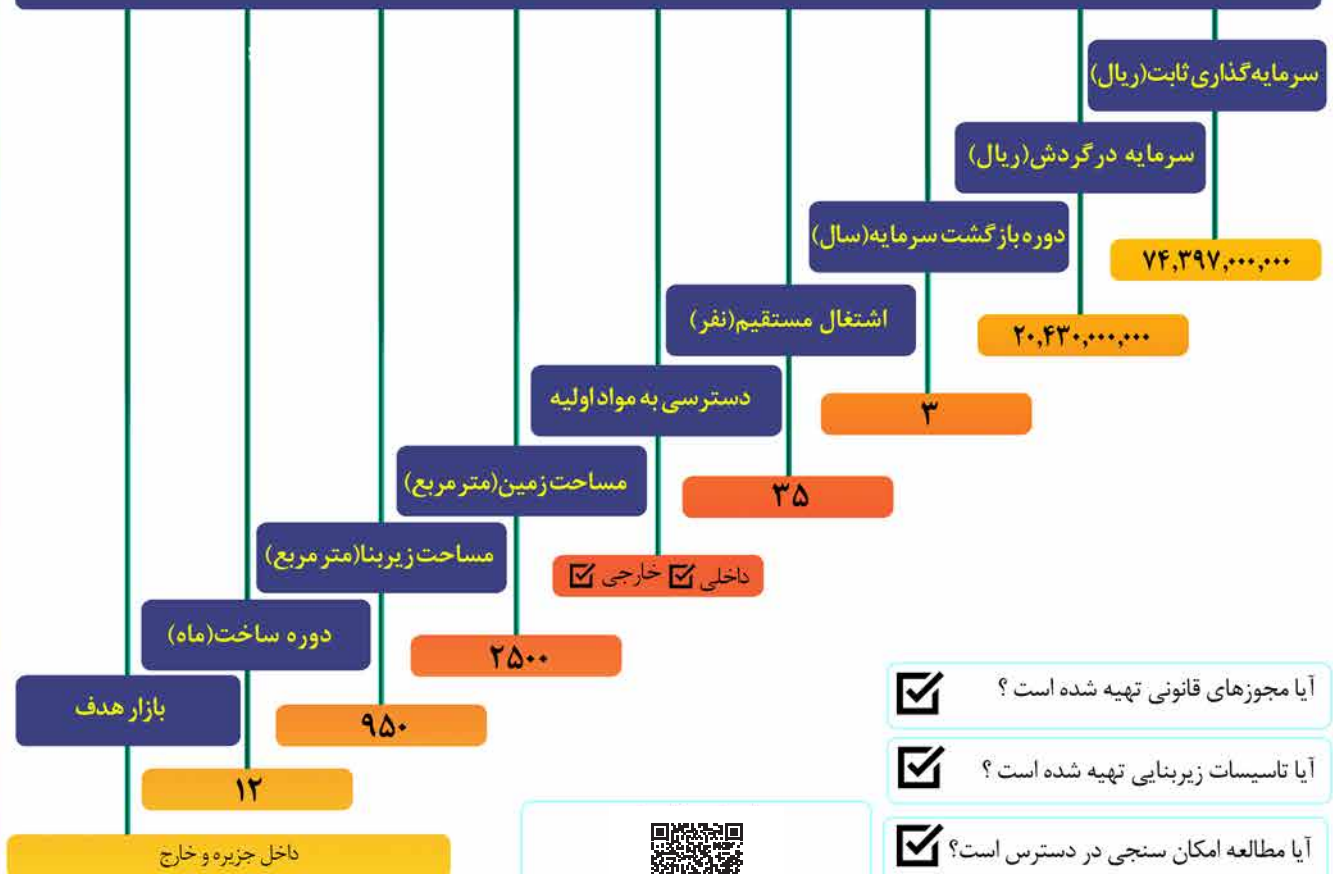 سرمایه‌گذاری ثابت(ریال)
۷۴,۳۹۷,۰۰۰,۰۰۰
سرمایه در گردش(ریال)
۲۰,۴۳۰,۰۰۰,۰۰۰
دوره بازگشت سرمایه(سال)
۳
اشتغال مستقیم(نفر)
۳۵
دسترسی به مواد اولیه
داخلی ☑ خارجی ☑
مساحت زمین(متر مربع)
۲۵۰۰
مساحت زیربنا(متر مربع)
۹۵۰
دوره ساخت(ماه)
۱۲
بازار هدف
داخل جزیره و خارج
آیا مجوزهای قانونی تهیه شده است ؟ ☑
آیا تاسیسات زیربنایی تهیه شده است ؟ ☑
آیا مطالعه امکان سنجی در دسترس است؟ ☑